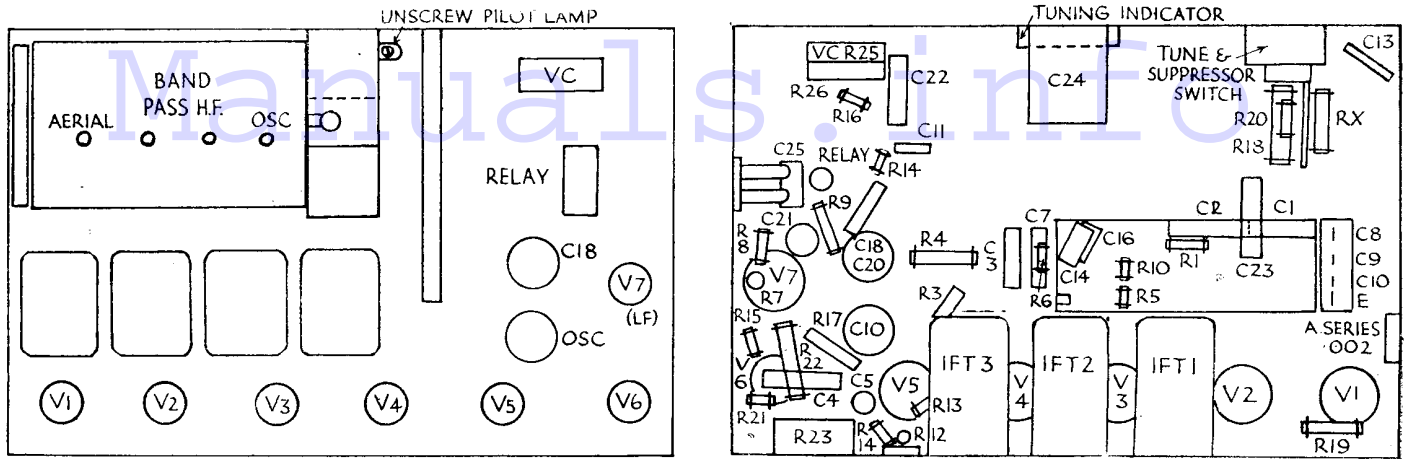 UNSCREW PILOT LAMP
BAND
PASS H.F.
AERIAL
OSC
VC
RELAY
C18
OSC
V7
(LF)
V1
V2
V3
V4
V5
V6
TUNING INDICATOR
VC R25
C22
C24
TUNE &
SUPPRESSOR
SWITCH
C13
R26
R16
C11
R20
RX
R18
C25
RELAY
R14
R9
C21
R
8
C18
C20
R4
C
3
C7
C16
C14
C2
C1
R1
C8
C9
C10
E
V7
R7
R10
C23
R6
R5
R3
R15
R17
C10
A SERIES
002
V
6
R
22
C4
C5
V5
IFT3
V
4
IFT2
V
3
IFT1
V2
V1
R21
R13
R23
R
14
R12
R19
Manuals.info